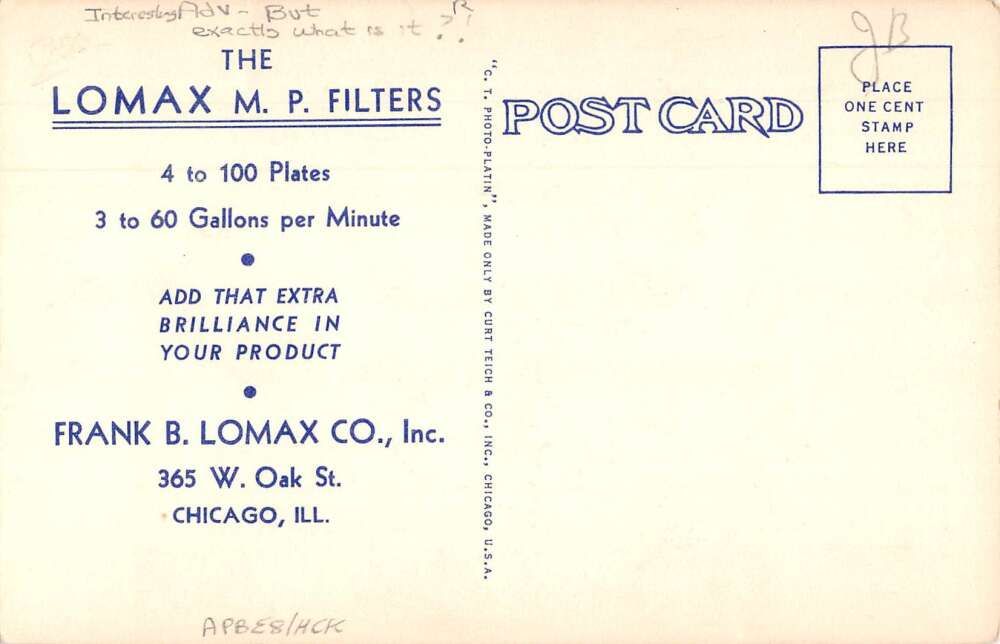 Interesting Adv - But
exactly what is it ??!
JB
THE
LOMAX M. P. FILTERS
4 to 100 Plates
3 to 60 Gallons per Minute
ADD THAT EXTRA
BRILLIANCE IN
YOUR PRODUCT
FRANK B. LOMAX CO., Inc.
365 W. Oak St.
CHICAGO, ILL.
"C. T. PHOTO-PLATIN", MADE ONLY BY CURT TEICH & CO., INC., CHICAGO, U.S.A.
POST CARD
PLACE
ONE CENT
STAMP
HERE
APBE8/HCK